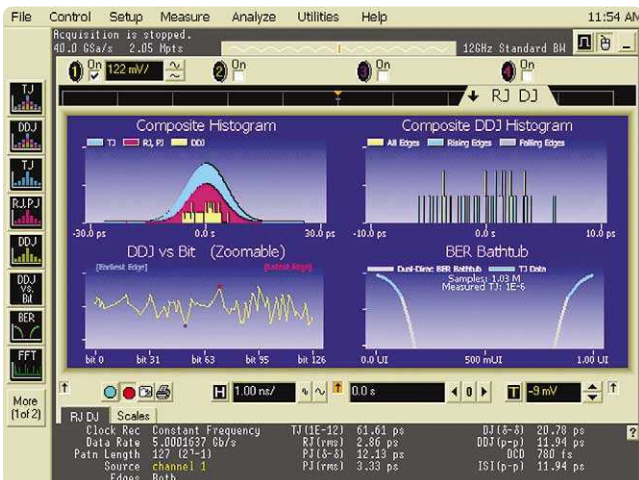 File Control Setup Measure Analyze Utilities Help 11:54 AM
Acquisition is stopped.
40.0 GSa/s 2.05 Mpts
12GHz Standard BW
1 On 122 mV/ 2 On 3 On 4 On
RJ DJ
TJ
DDJ
TJ
RJ,PJ
DDJ
DDJ
vs.
Bit
BER
FFT
More
(1of2)
Composite Histogram
TJ RJ, PJ DDJ
-30.0 ps 0.0 s 30.0 ps
Composite DDJ Histogram
All Edges Rising Edges Falling Edges
-10.0 ps 0.0 s 10.0 ps
DDJ vs Bit (Zoomable)
[Earliest Edge] [Latest Edge]
bit 0 bit 31 bit 63 bit 95 bit 126
BER Bathtub
Dual-Dirac BER Bathtub TJ Data
Samples: 1.03 M
Measured TJ: 1E-6
0.0 UI 500 mUI 1.00 UI
H 1.00 ns/ 0.0 s 0 T -9 mV
RJ DJ Scales
Clock Rec Constant Frequency TJ(1E-12) 61.61 ps DJ(δ-δ) 20.78 ps
Data Rate 5.0001637 Gb/s RJ(rms) 2.86 ps DDJ(p-p) 11.94 ps
Patn Length 127 (2^7-1) PJ(δ-δ) 12.13 ps DCD 780 fs
Source channel 1 PJ(rms) 3.33 ps ISI(p-p) 11.94 ps
Edges Both
?